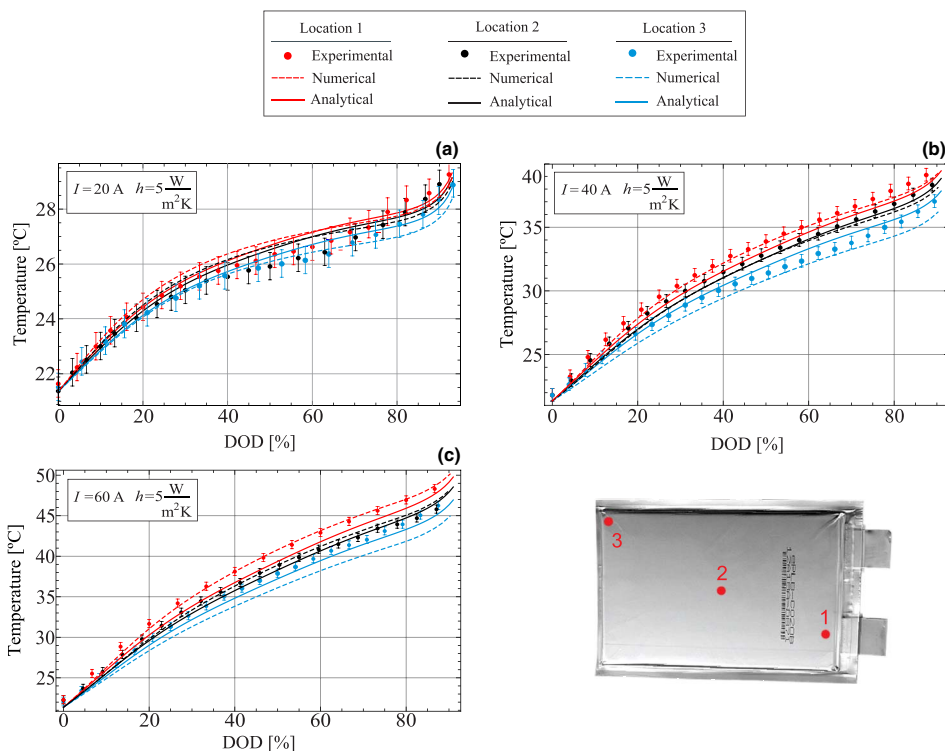 Location 1 Location 2 Location 3
Experimental Experimental Experimental
Numerical Numerical Numerical
Analytical Analytical Analytical
(a)
I = 20 A h = 5 W/m²K
Temperature [ºC]
28
26
24
22
0 20 40 60 80
DOD [%]
(b)
I = 40 A h = 5 W/m²K
Temperature [ºC]
40
35
30
25
0 20 40 60 80
DOD [%]
(c)
I = 60 A h = 5 W/m²K
Temperature [ºC]
50
45
40
35
30
25
0 20 40 60 80
DOD [%]
3
2
1